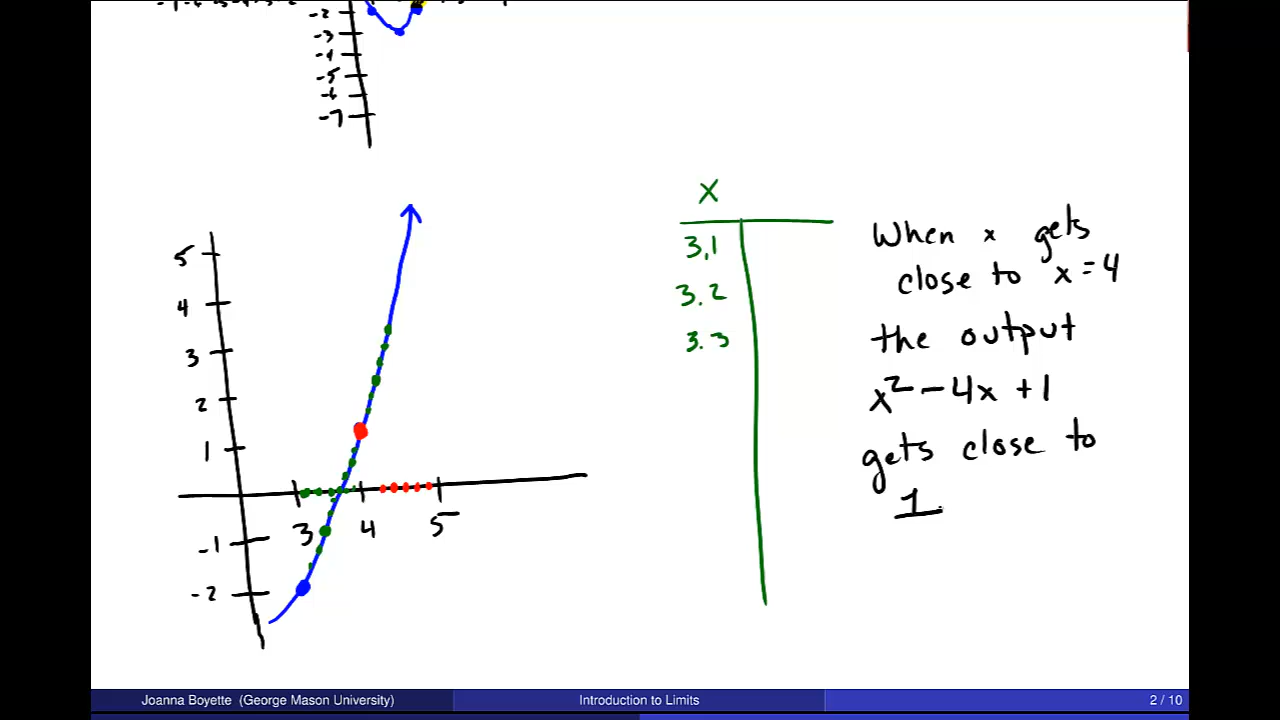 -2
-3
-4
-5
-6
-7
5
4
3
2
1
-1
-2
3
4
5
x
3,1
3.2
3.3
When x gets
close to x=4
the output
x²-4x+1
gets close to
1
Joanna Boyette (George Mason University)
Introduction to Limits
2 / 10